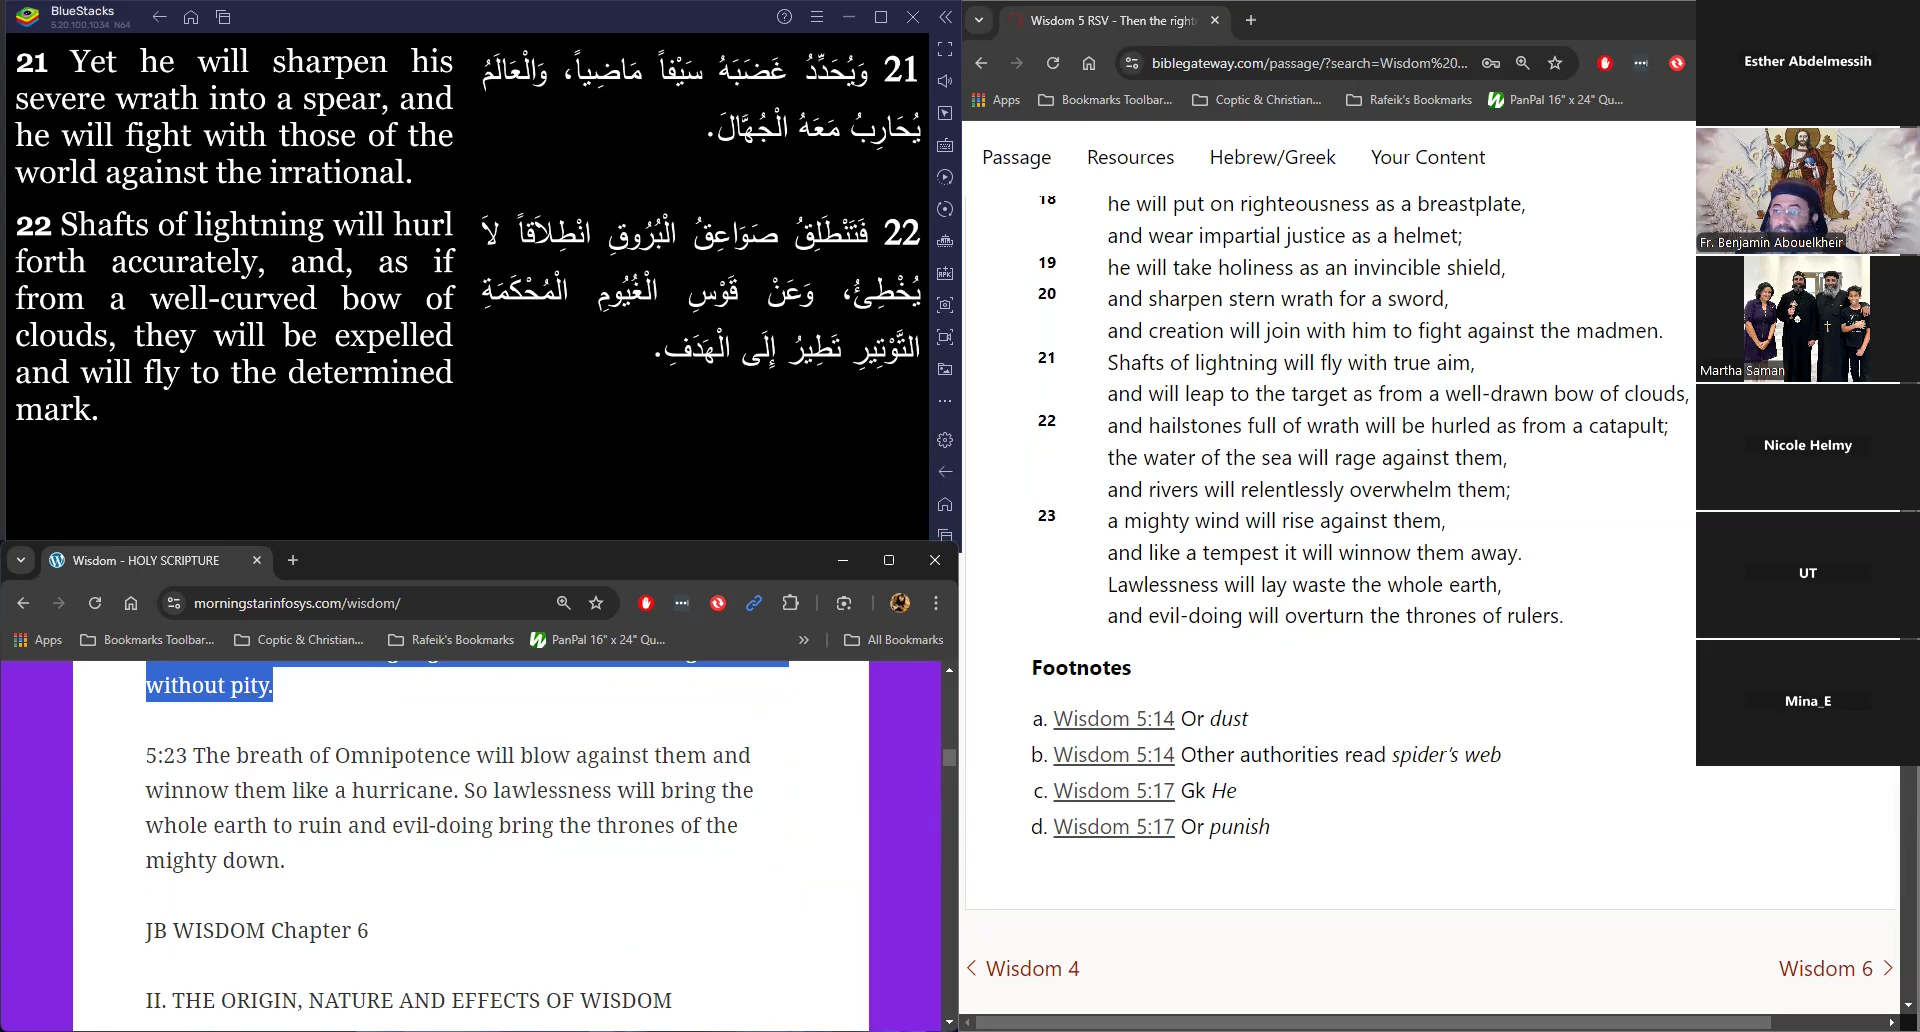 BlueStacks
5.20.100.1034 N64
21 Yet he will sharpen his
severe wrath into a spear, and
he will fight with those of the
world against the irrational.
22 Shafts of lightning will hurl
forth accurately, and, as if
from a well-curved bow of
clouds, they will be expelled
and will fly to the determined
mark.
21 وَيُحَدِّدُ غَضَبَهُ سَيْفاً مَاضِياً، وَالْعَالَمُ
يُحَارِبُ مَعَهُ الْجُهَّالَ.
22 فَتَنْطَلِقُ صَوَاعِقُ الْبُرُوقِ انْطِلاَقاً لاَ
يُخْطِئُ، وَعَنْ قَوْسِ الْغُيُومِ الْمُحْكَمَةِ
التَّوْتِيرِ تَطِيرُ إِلَى الْهَدَفِ.
Wisdom - HOLY SCRIPTURE
morningstarinfosys.com/wisdom/
Apps Bookmarks Toolbar... Coptic & Christian... Rafeik's Bookmarks PanPal 16" x 24" Qu... » All Bookmarks
without pity.
5:23 The breath of Omnipotence will blow against them and
winnow them like a hurricane. So lawlessness will bring the
whole earth to ruin and evil-doing bring the thrones of the
mighty down.
JB WISDOM Chapter 6
II. THE ORIGIN, NATURE AND EFFECTS OF WISDOM
Wisdom 5 RSV - Then the right
biblegateway.com/passage/?search=Wisdom%20...
Apps Bookmarks Toolbar... Coptic & Christian... Rafeik's Bookmarks PanPal 16" x 24" Qu...
Passage Resources Hebrew/Greek Your Content
18 he will put on righteousness as a breastplate,
and wear impartial justice as a helmet;
19 he will take holiness as an invincible shield,
20 and sharpen stern wrath for a sword,
and creation will join with him to fight against the madmen.
21 Shafts of lightning will fly with true aim,
and will leap to the target as from a well-drawn bow of clouds,
22 and hailstones full of wrath will be hurled as from a catapult;
the water of the sea will rage against them,
and rivers will relentlessly overwhelm them;
23 a mighty wind will rise against them,
and like a tempest it will winnow them away.
Lawlessness will lay waste the whole earth,
and evil-doing will overturn the thrones of rulers.
Footnotes
a. Wisdom 5:14 Or dust
b. Wisdom 5:14 Other authorities read spider's web
c. Wisdom 5:17 Gk He
d. Wisdom 5:17 Or punish
Wisdom 4
Wisdom 6
Esther Abdelmessih
Fr. Benjamin Abouelkheir
Martha Saman
Nicole Helmy
UT
Mina_E